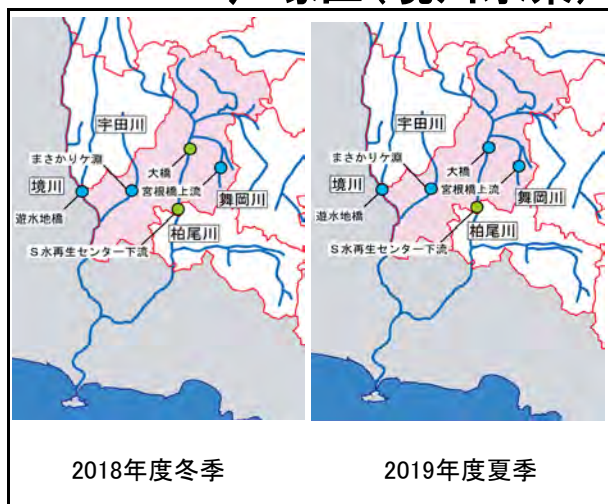 宇田川
まさかりケ淵
大橋
境川
宮根橋上流
舞岡川
遊水地橋
柏尾川
S水再生センター下流
2018年度冬季
宇田川
まさかりケ淵
大橋
境川
宮根橋上流
舞岡川
遊水地橋
柏尾川
S水再生センター下流
2019年度夏季